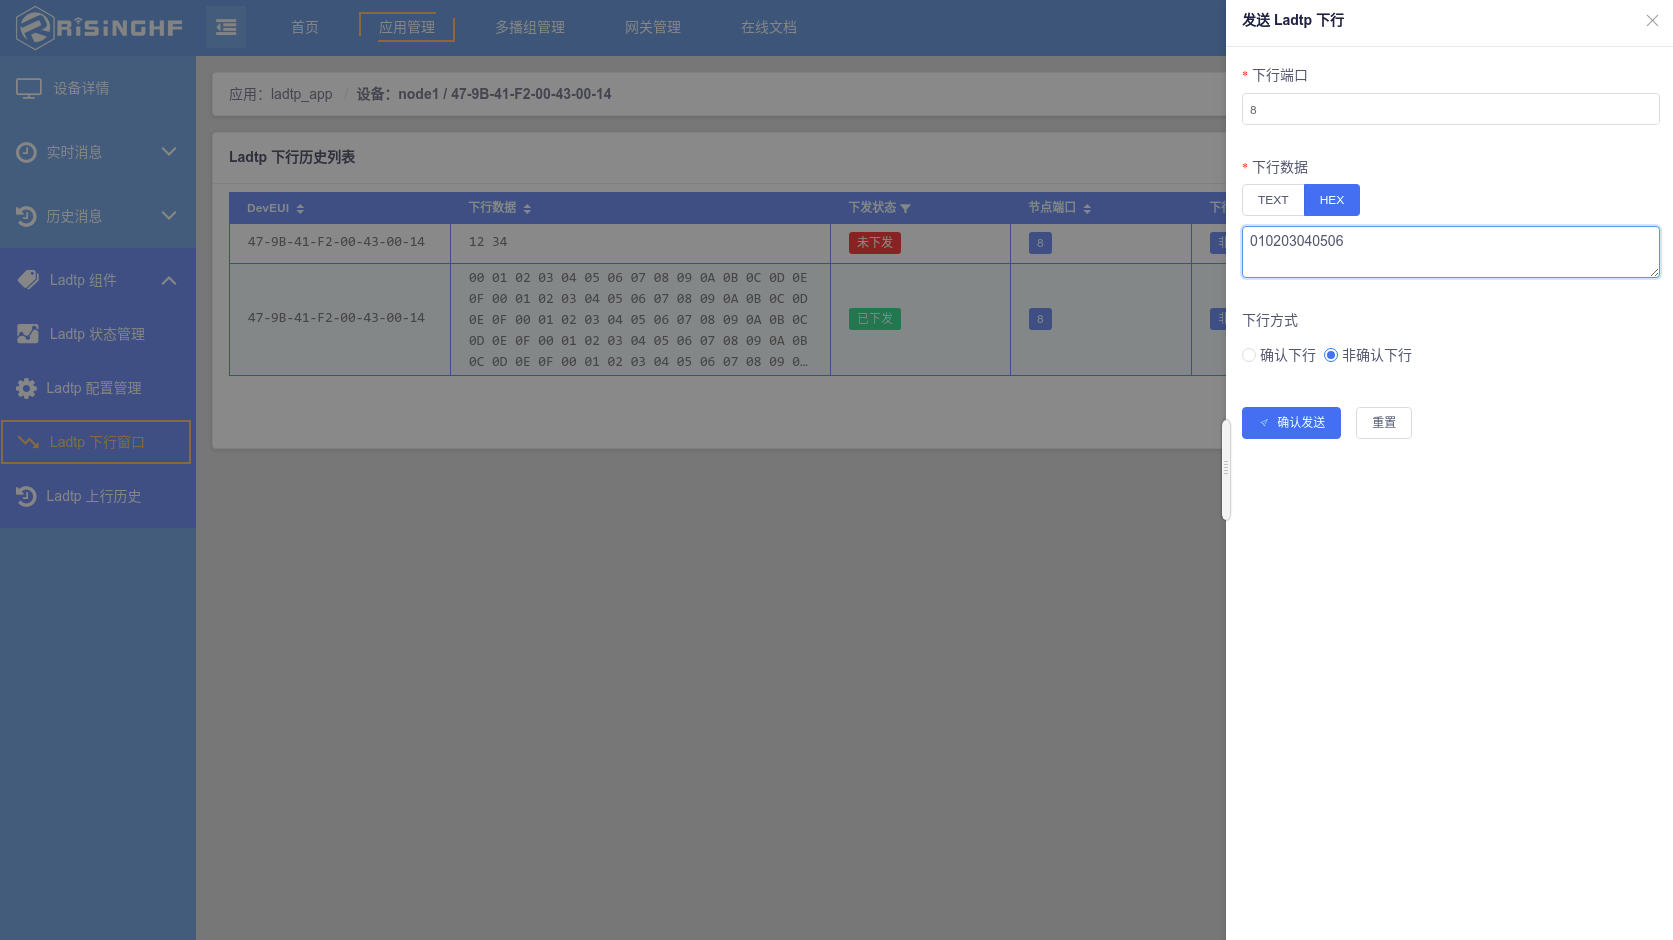 RiSiNGHF
首页
应用管理
多播组管理
网关管理
在线文档
设备详情
实时消息
历史消息
Ladtp 组件
Ladtp 状态管理
Ladtp 配置管理
Ladtp 下行窗口
Ladtp 上行历史
应用：ladtp_app / 设备：node1 / 47-9B-41-F2-00-43-00-14
Ladtp 下行历史列表
DevEUI 下行数据 下发状态 节点端口 下行
47-9B-41-F2-00-43-00-14 12 34 未下发 8 非
47-9B-41-F2-00-43-00-14
00 01 02 03 04 05 06 07 08 09 0A 0B 0C 0D 0E
0F 00 01 02 03 04 05 06 07 08 09 0A 0B 0C 0D
0E 0F 00 01 02 03 04 05 06 07 08 09 0A 0B 0C
0D 0E 0F 00 01 02 03 04 05 06 07 08 09 0A 0B
0C 0D 0E 0F 00 01 02 03 04 05 06 07 08 09 0…
已下发 8 非
发送 Ladtp 下行
* 下行端口
8
* 下行数据
TEXT HEX
010203040506
下行方式
确认下行 非确认下行
确认发送 重置